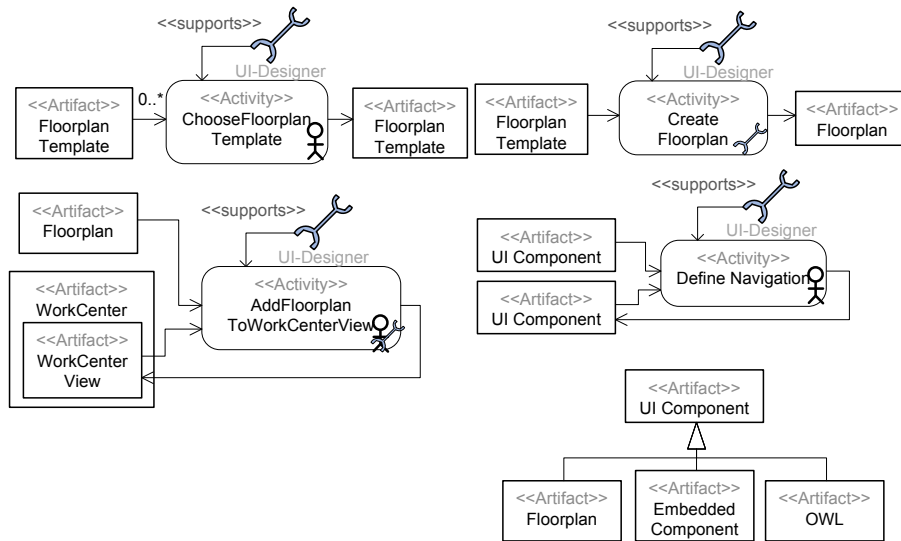 <<supports>>
UI-Designer
<<Artifact>>
Floorplan
Template
0..*
<<Activity>>
ChooseFloorplan
Template
<<Artifact>>
Floorplan
Template
<<supports>>
UI-Designer
<<Artifact>>
Floorplan
Template
<<Activity>>
Create
Floorplan
<<Artifact>>
Floorplan
<<supports>>
UI-Designer
<<Artifact>>
Floorplan
<<Artifact>>
WorkCenter
<<Artifact>>
WorkCenter
View
<<Activity>>
AddFloorplan
ToWorkCenterView
<<supports>>
UI-Designer
<<Artifact>>
UI Component
<<Artifact>>
UI Component
<<Activity>>
Define Navigation
<<Artifact>>
UI Component
<<Artifact>>
Floorplan
<<Artifact>>
Embedded
Component
<<Artifact>>
OWL